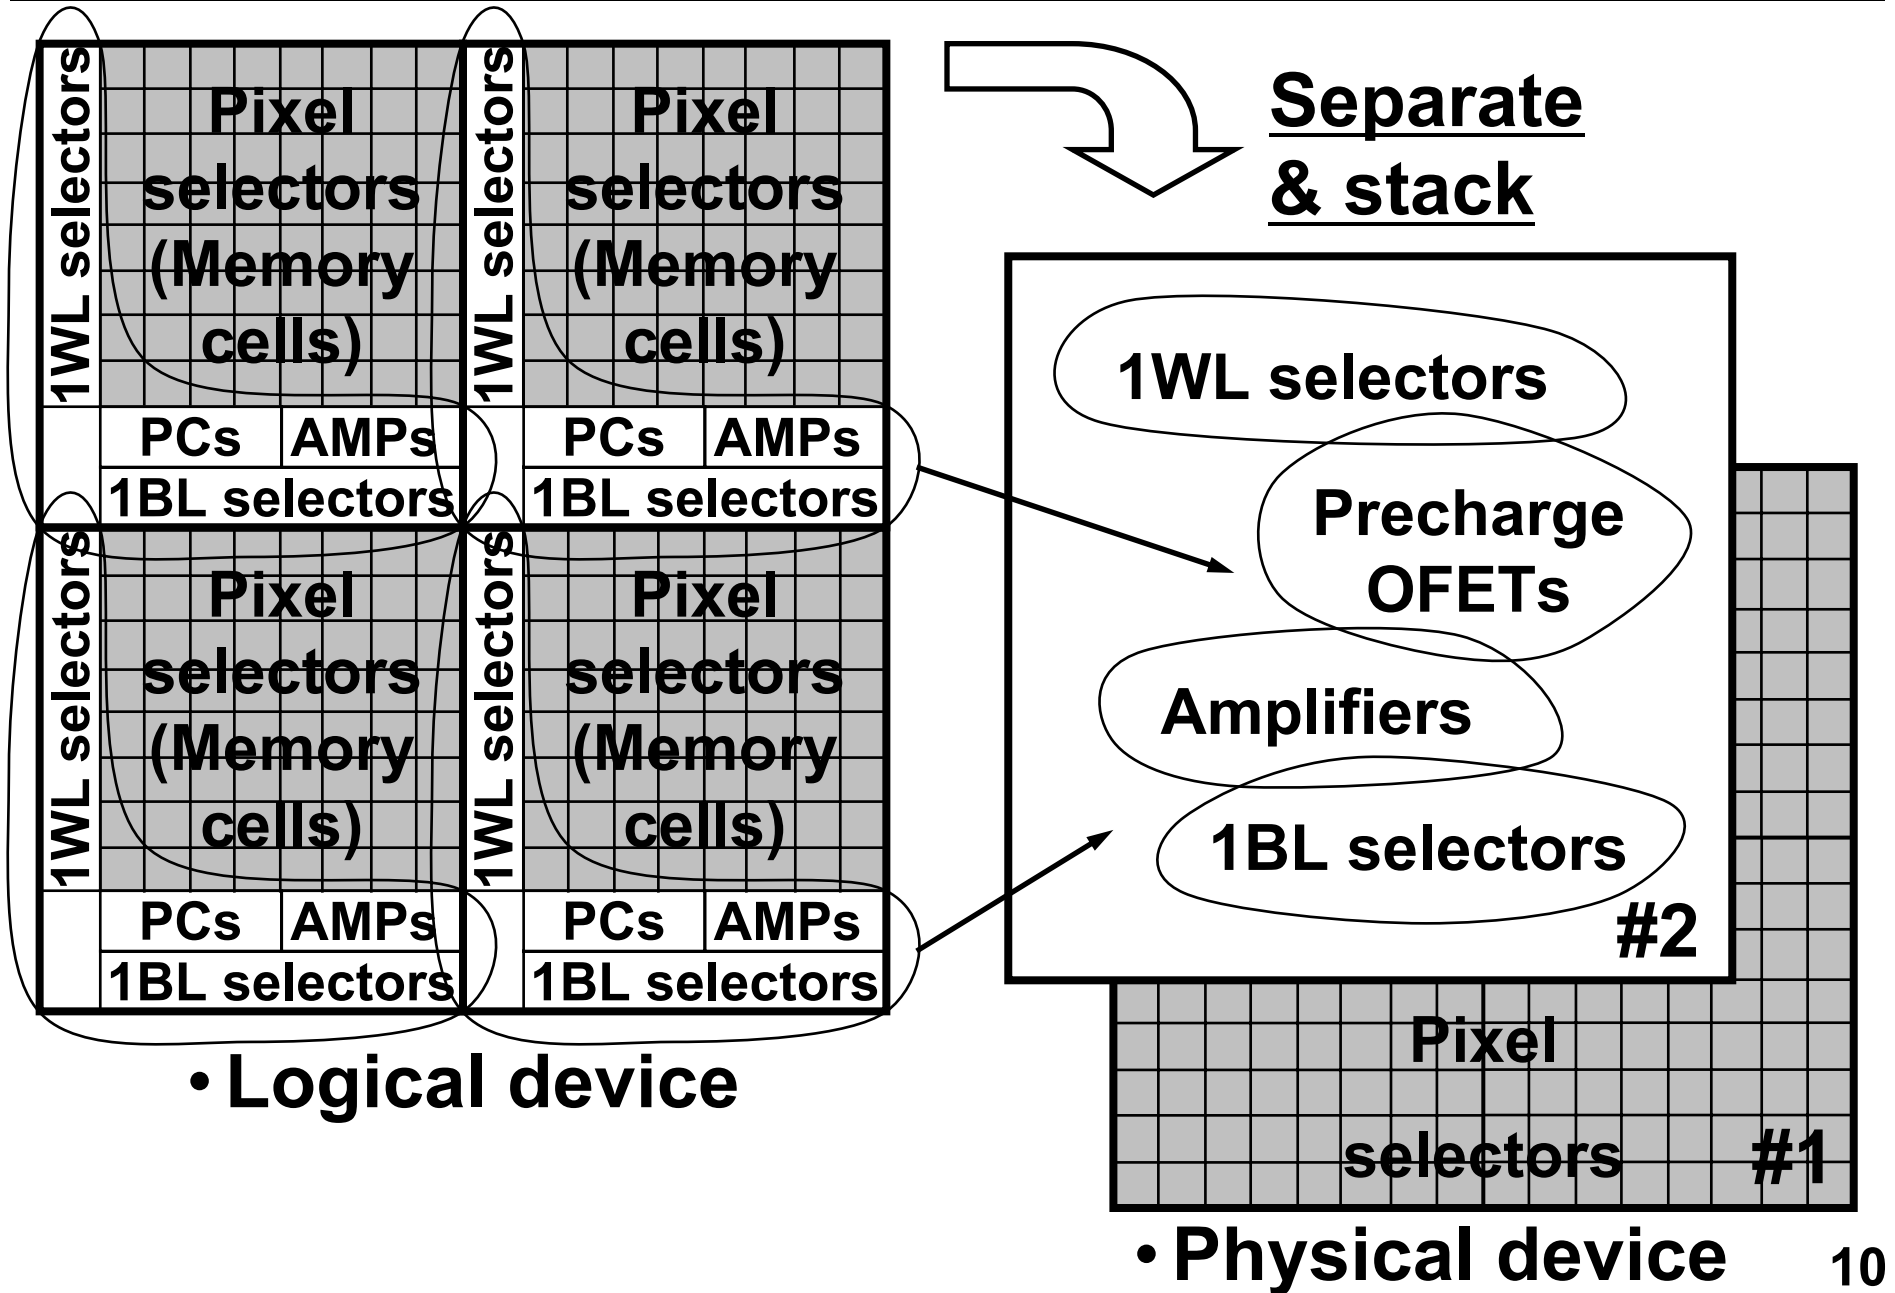 1WL selectors
Pixel
selectors
(Memory
cells)
PCs
AMPs
1BL selectors
1WL selectors
Pixel
selectors
(Memory
cells)
PCs
AMPs
1BL selectors
1WL selectors
Pixel
selectors
(Memory
cells)
PCs
AMPs
1BL selectors
1WL selectors
Pixel
selectors
(Memory
cells)
PCs
AMPs
1BL selectors
• Logical device
Separate
& stack
1WL selectors
Precharge
OFETs
Amplifiers
1BL selectors
#2
Pixel
selectors
#1
• Physical device
10